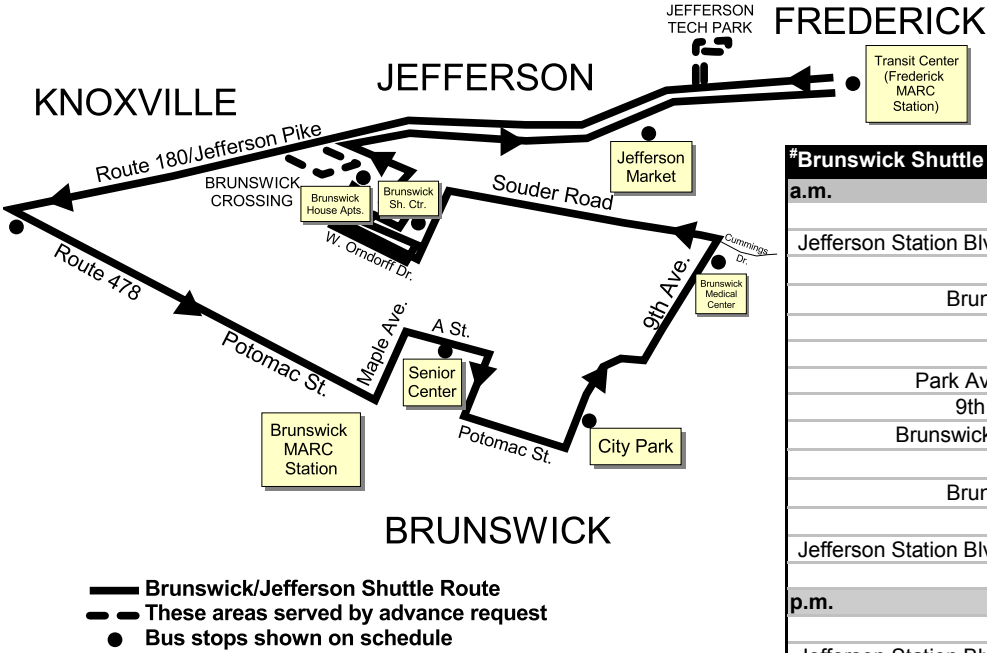 JEFFERSON
TECH PARK
FREDERICK
Transit Center
(Frederick
MARC
Station)
JEFFERSON
KNOXVILLE
Route 180/Jefferson Pike
Jefferson
Market
BRUNSWICK
CROSSING
Brunswick
House Apts.
Brunswick
Sh. Ctr.
Souder Road
W. Orndorff Dr.
Cummings
Dr.
Brunswick
Medical
Center
9th Ave.
Route 478
Potomac St.
Maple Ave.
A St.
Senior
Center
Potomac St.
City Park
Brunswick
MARC
Station
BRUNSWICK
Brunswick/Jefferson Shuttle Route
These areas served by advance request
Bus stops shown on schedule
#Brunswick Shuttle
a.m.
Jefferson Station Blv
Brun
Park Av
9th
Brunswick
Brun
Jefferson Station Blv
p.m.